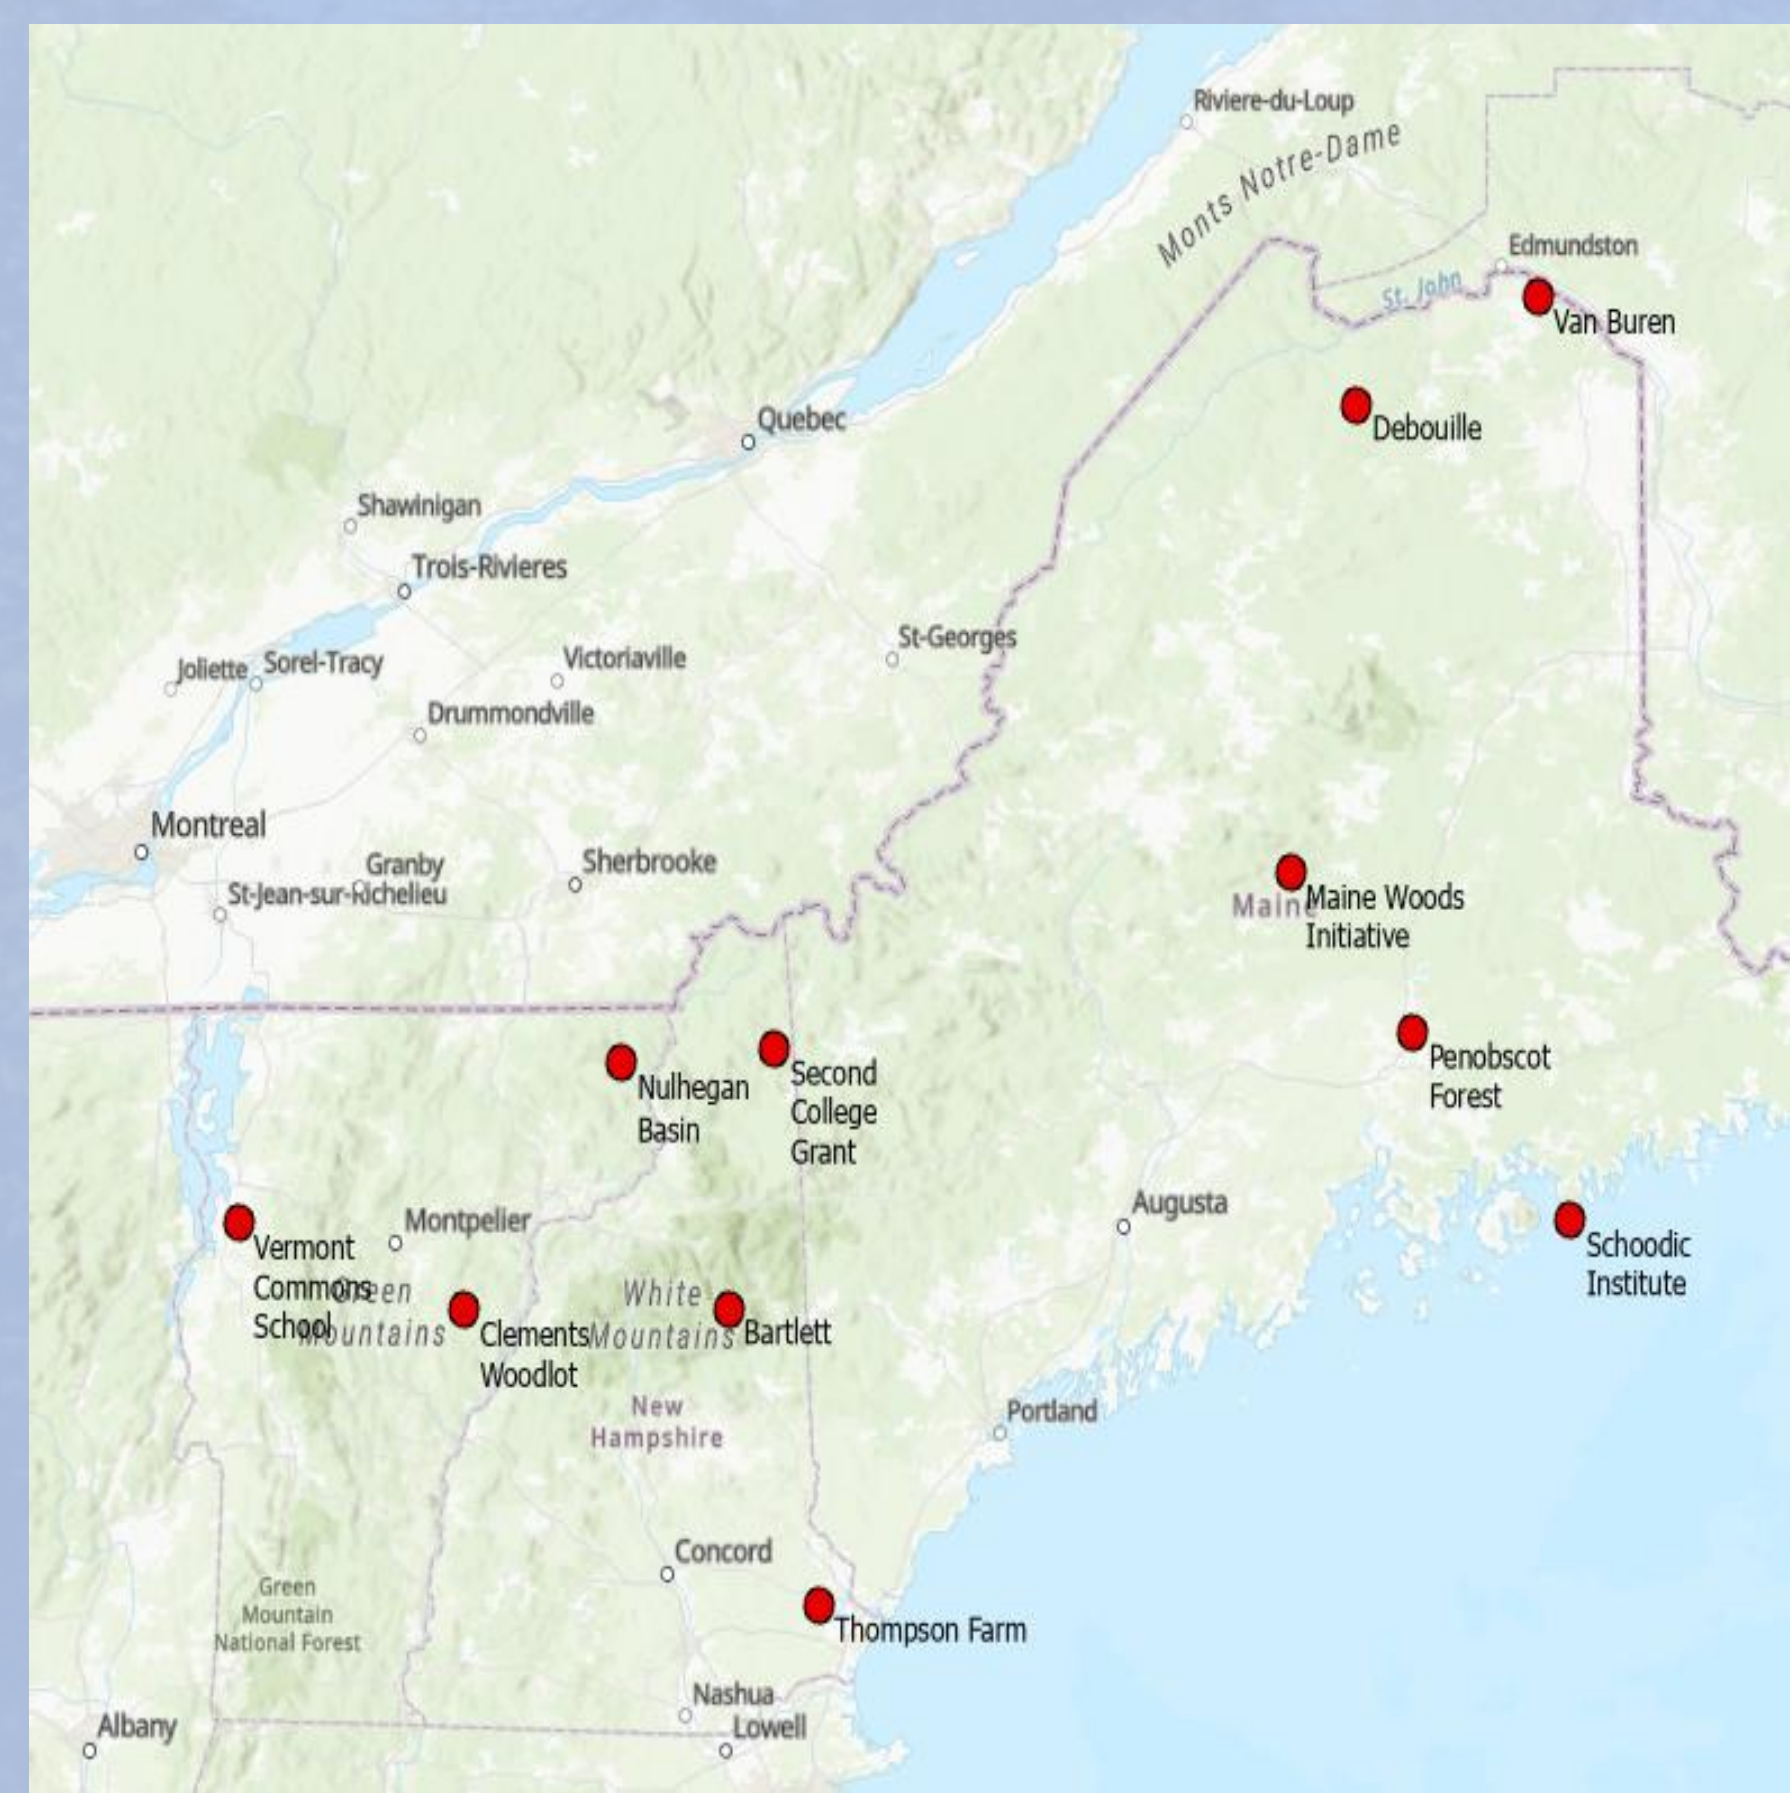 Riviere-du-Loup
Monts Notre-Dame
Edmundston
St. John
Van Buren
Quebec
Debouille
Shawinigan
Trois-Rivieres
St-Georges
Joliette
Sorel-Tracy
Victoriaville
Drummondville
Montreal
Granby
Sherbrooke
St-Jean-sur-Richelieu
Maine
Maine Woods
Initiative
Penobscot
Forest
Nulhegan
Basin
Second
College
Grant
Augusta
Montpelier
Schoodic
Institute
Vermont
Commons
School
Green
Mountains
White
Mountains
Clements
Woodlot
Bartlett
New
Hampshire
Portland
Concord
Green
Mountain
National Forest
Thompson Farm
Nashua
Lowell
Albany